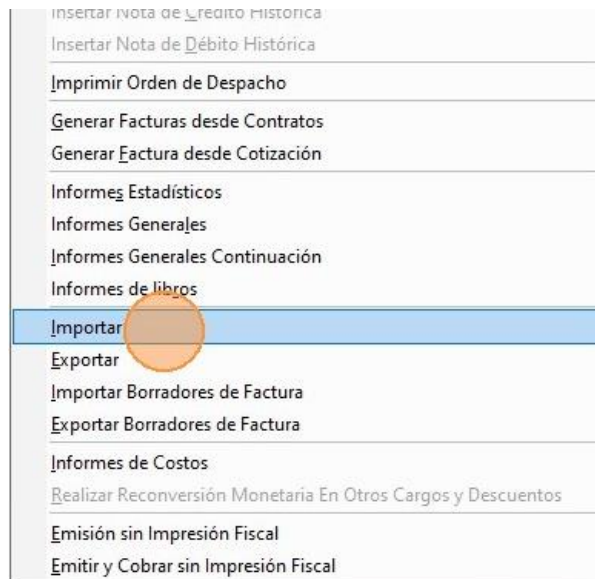 Insertar Nota de Crédito Histórica
Insertar Nota de Débito Histórica
Imprimir Orden de Despacho
Generar Facturas desde Contratos
Generar Factura desde Cotización
Informes Estadísticos
Informes Generales
Informes Generales Continuación
Informes de libros
Importar
Exportar
Importar Borradores de Factura
Exportar Borradores de Factura
Informes de Costos
Realizar Reconversión Monetaria En Otros Cargos y Descuentos
Emisión sin Impresión Fiscal
Emitir y Cobrar sin Impresión Fiscal